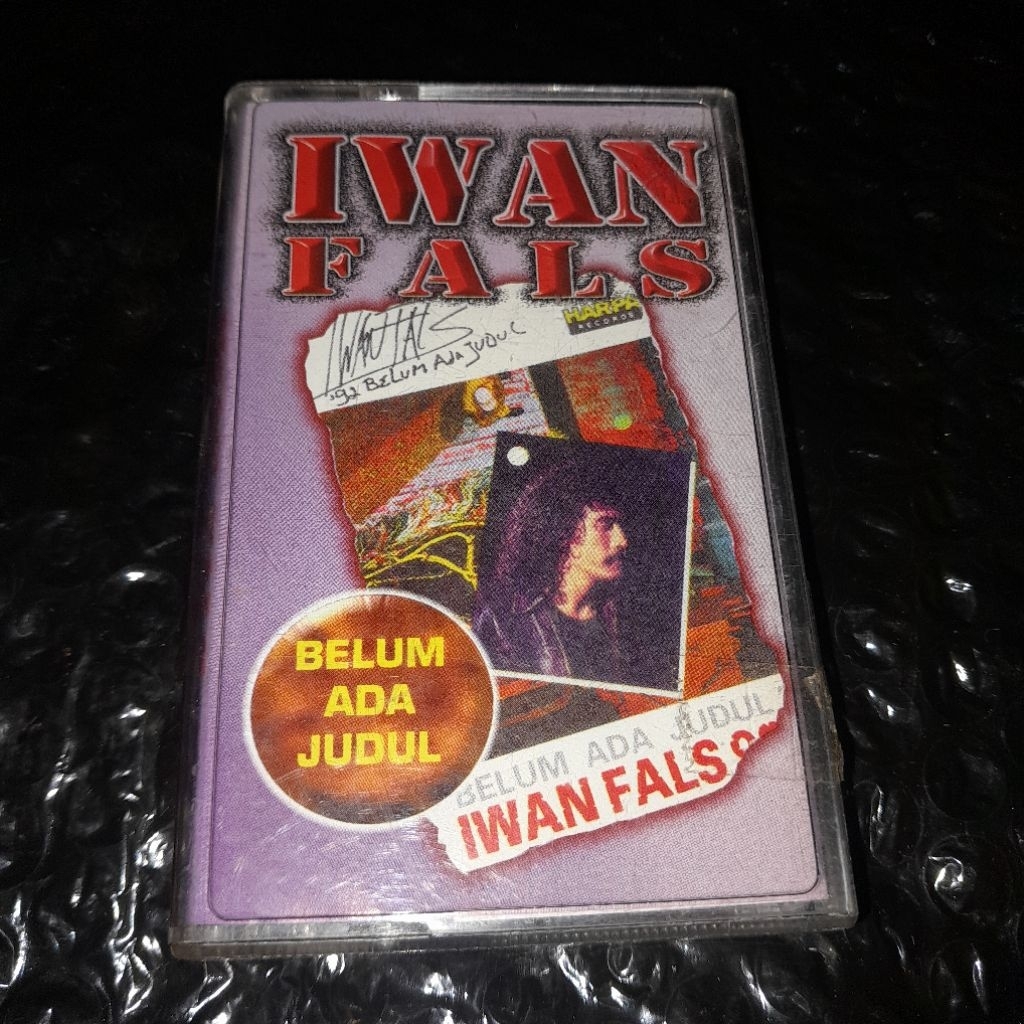 IWAN
FALS
HARPA
RECORDS
IWAN FALS
'92 BELUM ADA JUDUL
BELUM
ADA
JUDUL
BELUM ADA JUDUL
IWAN FALS